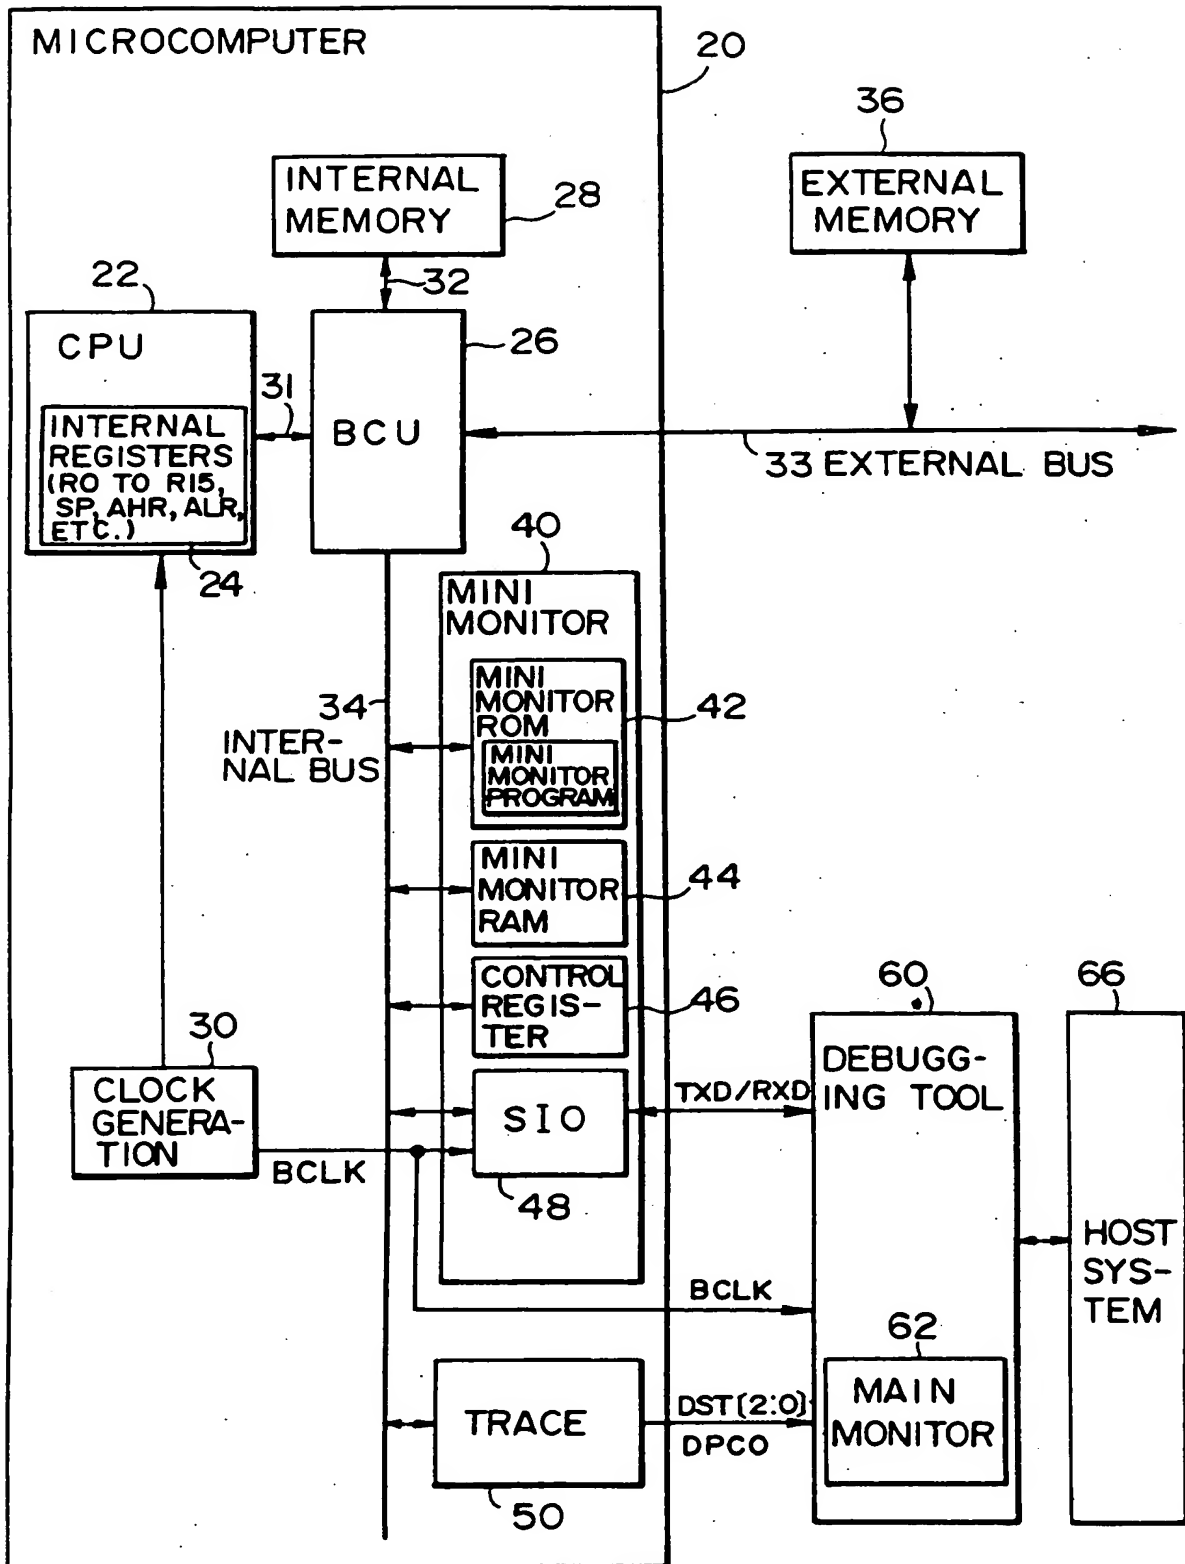 MICROCOMPUTER
20
36
INTERNAL
MEMORY
28
EXTERNAL
MEMORY
32
22
CPU
26
31
BCU
INTERNAL
REGISTERS
(RO TO R15,
SP, AHR, ALR,
ETC.)
24
33 EXTERNAL BUS
40
MINI
MONITOR
34
INTER-
NAL BUS
MINI
MONITOR
ROM
42
MINI
MONITOR
PROGRAM
MINI
MONITOR
RAM
44
CONTROL
REGIS-
TER
46
60
66
30
CLOCK
GENERA-
TION
BCLK
SIO
48
TXD/RXD
DEBUGG-
ING TOOL
HOST
SYS-
TEM
BCLK
62
MAIN
MONITOR
TRACE
50
DST[2:0]
DPCO